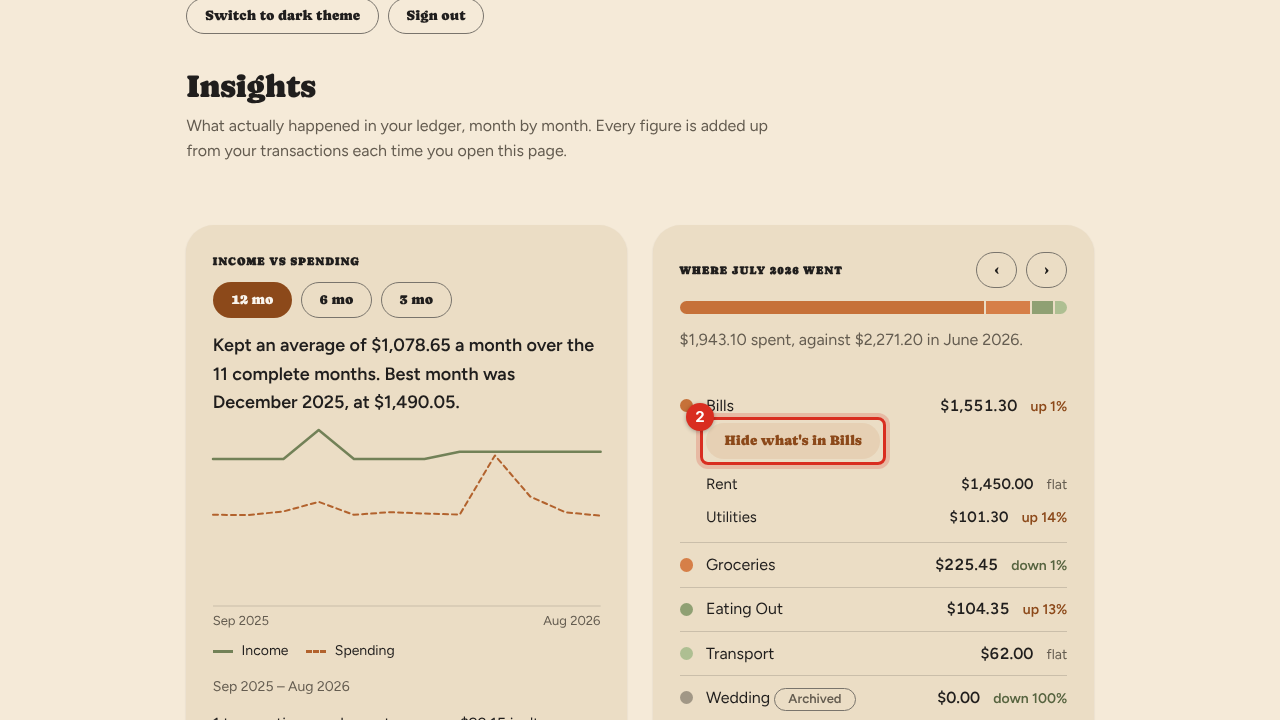 Switch to dark theme
Sign out
Insights
What actually happened in your ledger, month by month. Every figure is added up
from your transactions each time you open this page.
INCOME VS SPENDING
12 mo
6 mo
3 mo
Kept an average of $1,078.65 a month over the
11 complete months. Best month was
December 2025, at $1,490.05.
Sep 2025
Aug 2026
Income
Spending
Sep 2025 – Aug 2026
WHERE JULY 2026 WENT
‹
›
$1,943.10 spent, against $2,271.20 in June 2026.
Bills $1,551.30 up 1%
2
Hide what's in Bills
Rent $1,450.00 flat
Utilities $101.30 up 14%
Groceries $225.45 down 1%
Eating Out $104.35 up 13%
Transport $62.00 flat
Wedding Archived $0.00 down 100%